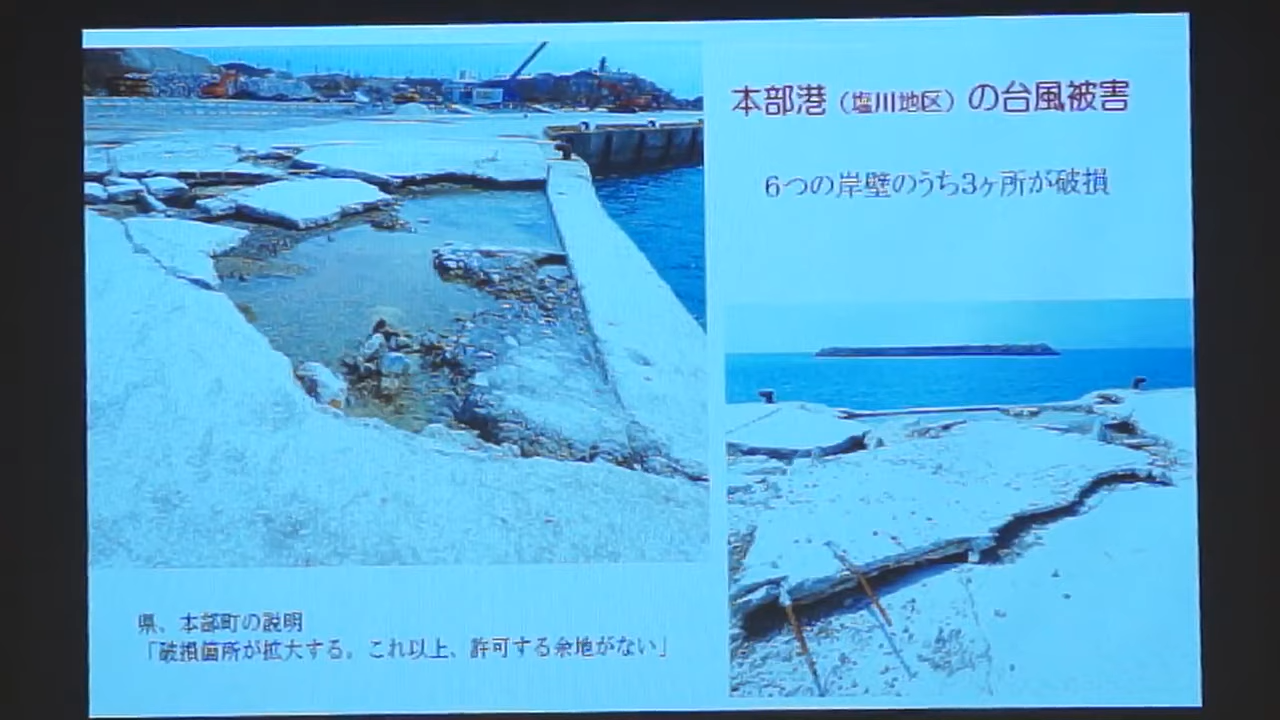 本部港（塩川地区）の台風被害
6つの岸壁のうち3ヶ所が破損
県、本部町の説明
「破損箇所が拡大する。これ以上、許可する余地がない」